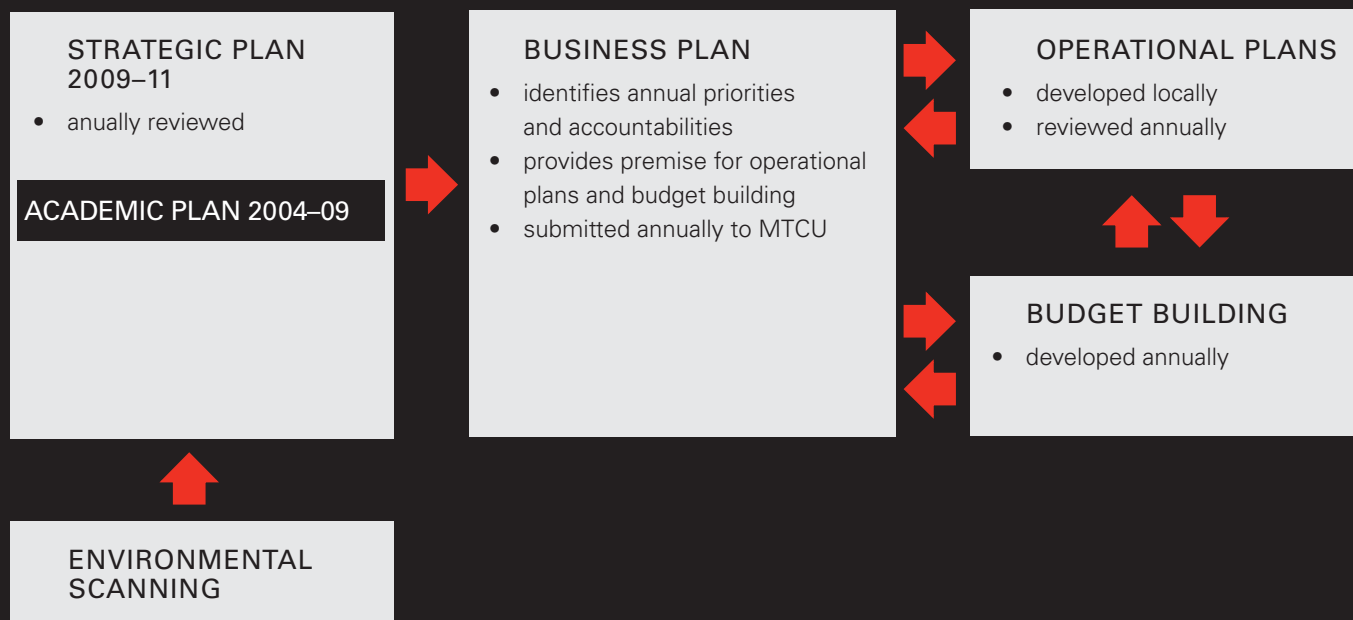 STRATEGIC PLAN
2009–11
• anually reviewed
ACADEMIC PLAN 2004–09
BUSINESS PLAN
• identifies annual priorities
and accountabilities
• provides premise for operational
plans and budget building
• submitted annually to MTCU
OPERATIONAL PLANS
• developed locally
• reviewed annually
BUDGET BUILDING
• developed annually
ENVIRONMENTAL
SCANNING